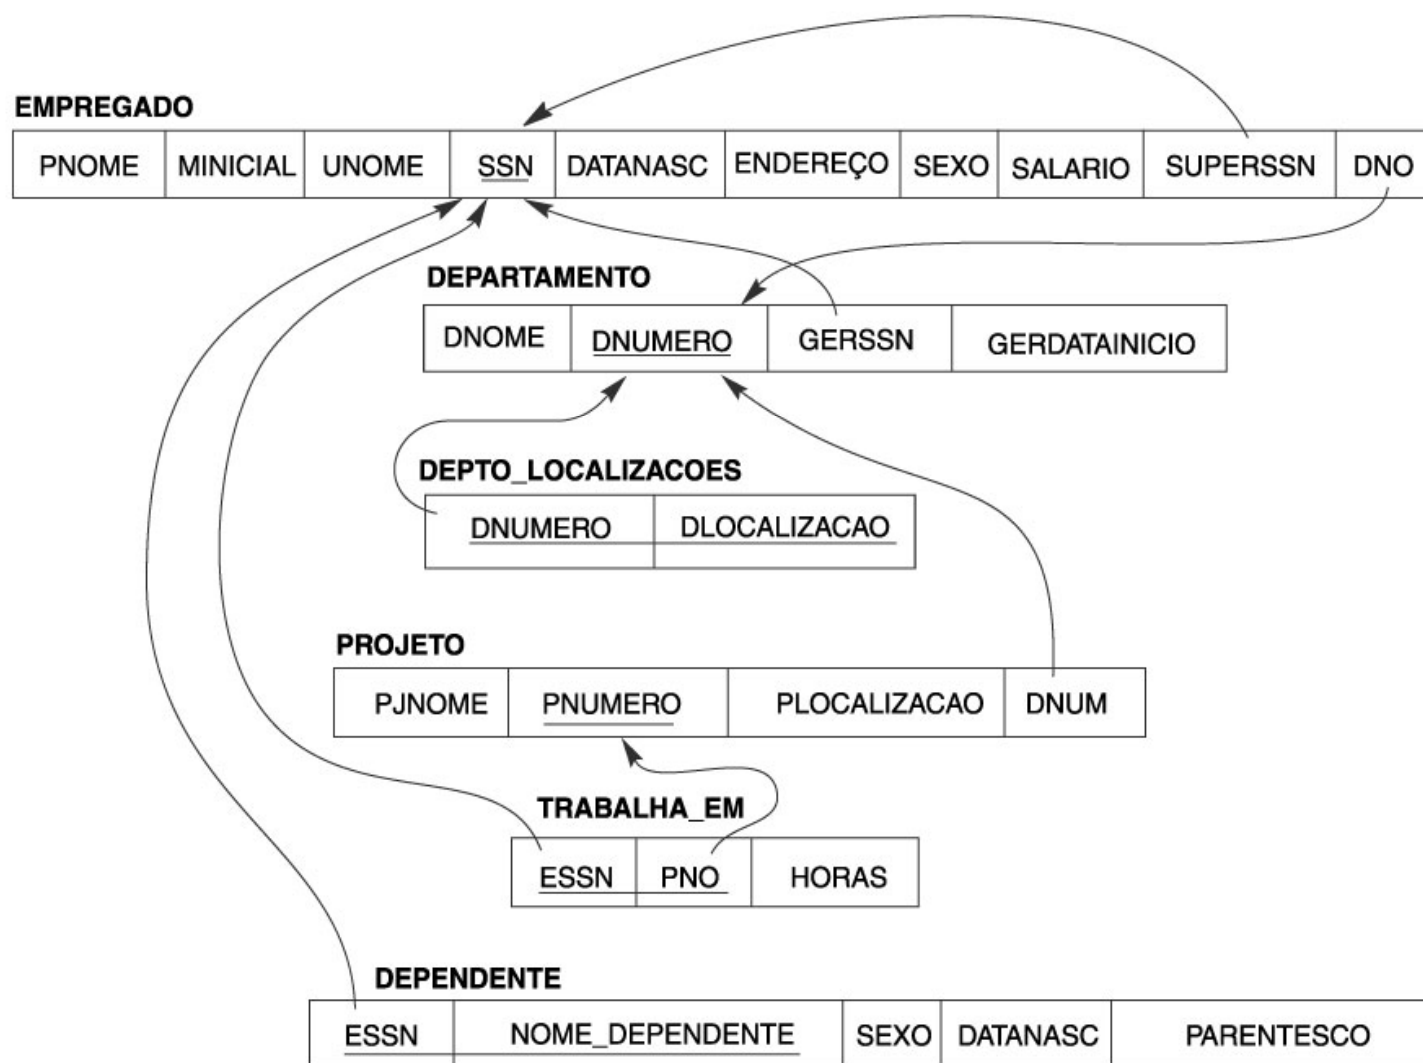 EMPREGADO
PNOME MINICIAL UNOME SSN DATANASC ENDEREÇO SEXO SALARIO SUPERSSN DNO
DEPARTAMENTO
DNOME DNUMERO GERSSN GERDATAINICIO
DEPTO_LOCALIZACOES
DNUMERO DLOCALIZACAO
PROJETO
PJNOME PNUMERO PLOCALIZACAO DNUM
TRABALHA_EM
ESSN PNO HORAS
DEPENDENTE
ESSN NOME_DEPENDENTE SEXO DATANASC PARENTESCO